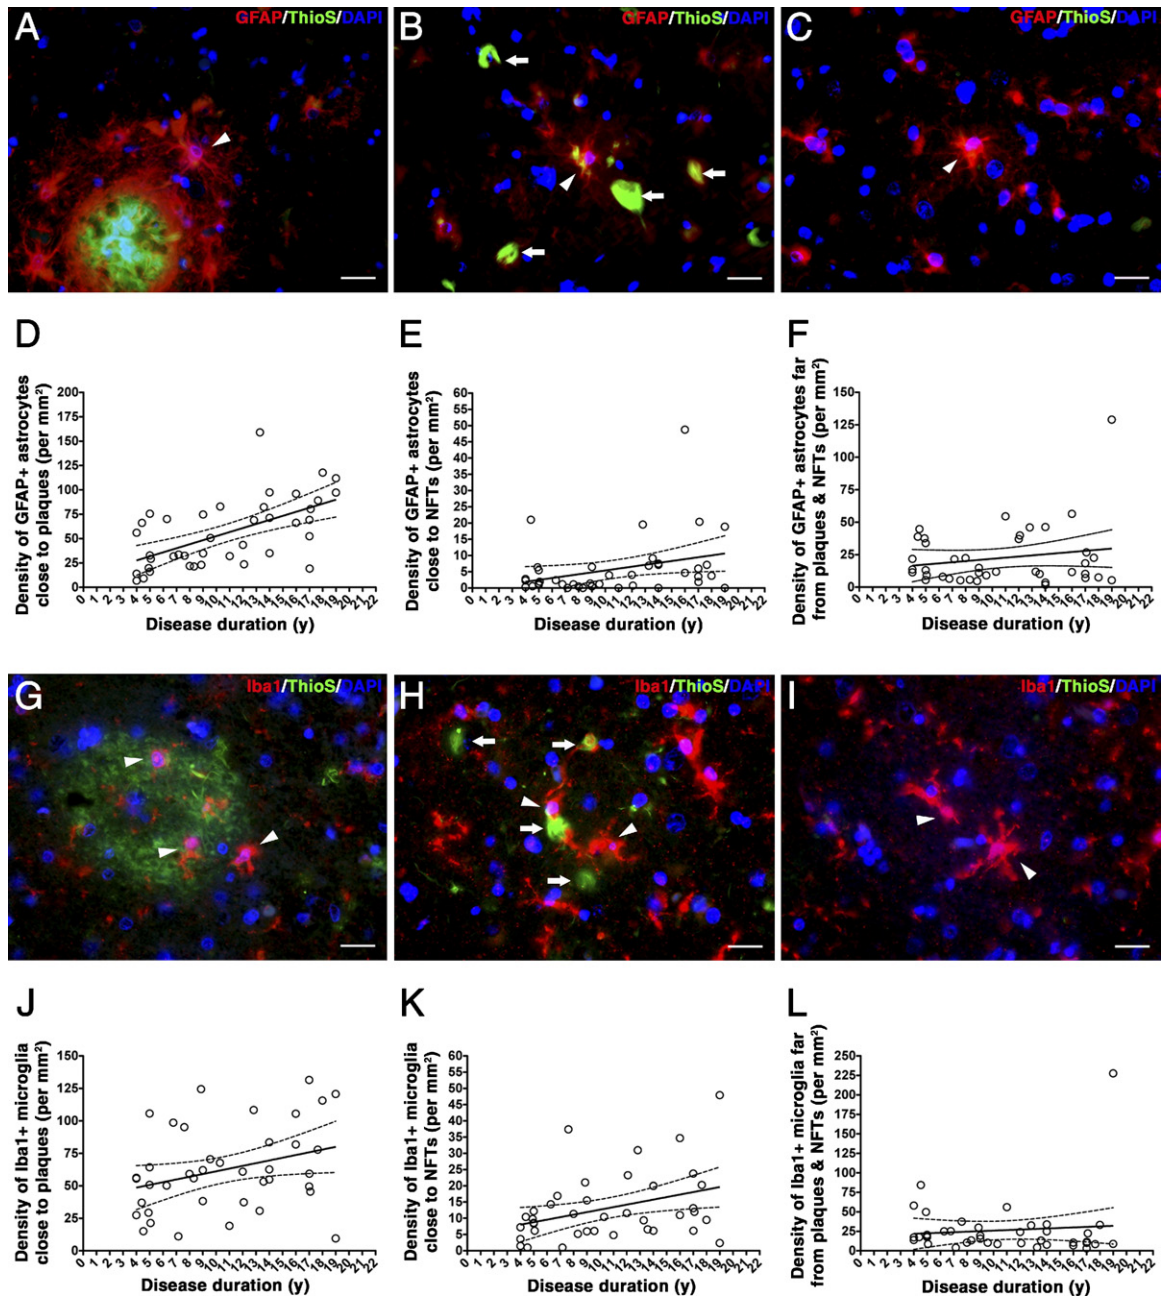 A
GFAP/ThioS/DAPI
B
GFAP/ThioS/DAPI
C
GFAP/ThioS/DAPI
D
Density of GFAP+ astrocytes
close to plaques (per mm²)
200
175
150
125
100
75
50
25
0
0 1 2 3 4 5 6 7 8 9 10 11 12 13 14 15 16 17 18 19 20 21 22
Disease duration (y)
E
Density of GFAP+ astrocytes
close to NFTs (per mm²)
60
55
50
45
40
35
30
25
20
15
10
5
0
0 1 2 3 4 5 6 7 8 9 10 11 12 13 14 15 16 17 18 19 20 21 22
Disease duration (y)
F
Density of GFAP+ astrocytes far
from plaques & NFTs (per mm²)
150
125
100
75
50
25
0
0 1 2 3 4 5 6 7 8 9 10 11 12 13 14 15 16 17 18 19 20 21 22
Disease duration (y)
G
Iba1/ThioS/DAPI
H
Iba1/ThioS/DAPI
I
Iba1/ThioS/DAPI
J
Density of Iba1+ microglia
close to plaques (per mm²)
150
125
100
75
50
25
0
0 1 2 3 4 5 6 7 8 9 10 11 12 13 14 15 16 17 18 19 20 21 22
Disease duration (y)
K
Density of Iba1+ microglia
close to NFTs (per mm²)
60
55
50
45
40
35
30
25
20
15
10
5
0
0 1 2 3 4 5 6 7 8 9 10 11 12 13 14 15 16 17 18 19 20 21 22
Disease duration (y)
L
Density of Iba1+ microglia far
from plaques & NFTs (per mm²)
250
225
200
175
150
125
100
75
50
25
0
0 1 2 3 4 5 6 7 8 9 10 11 12 13 14 15 16 17 18 19 20 21 22
Disease duration (y)